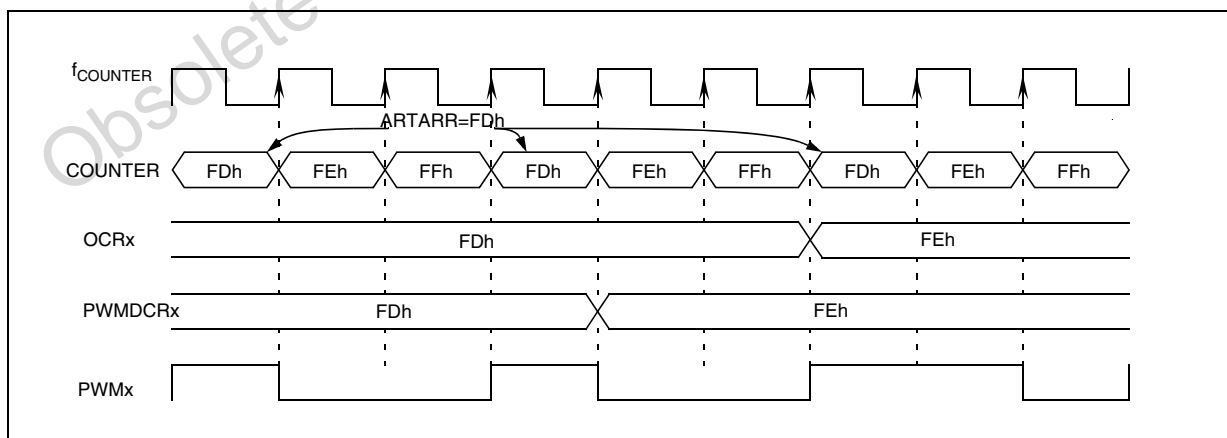 Obsolete
fCOUNTER
ARTARR=FDh
COUNTER FDh FEh FFh FDh FEh FFh FDh FEh FFh
OCRx FDh FEh
PWMDCRx FDh FEh
PWMx